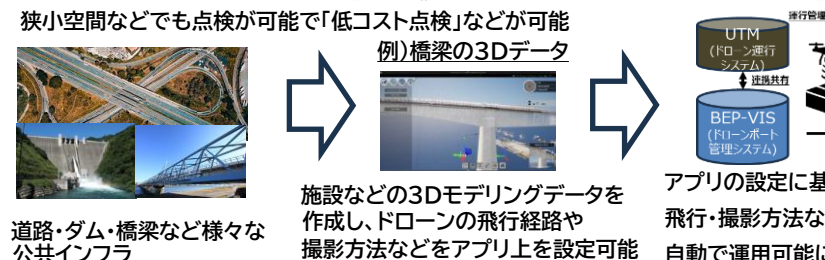 狭小空間などでも点検が可能で「低コスト点検」などが可能
例)橋梁の3Dデータ
道路・ダム・橋梁など様々な
公共インフラ
施設などの3Dモデリングデータを
作成し、ドローンの飛行経路や
撮影方法などをアプリ上を設定可能
運行管理
UTM
(ドローン運行
システム)
連携共有
BEP-VIS
(ドローンポート
管理システム)
アプリの設定に基
飛行・撮影方法な
自動で運用可能に